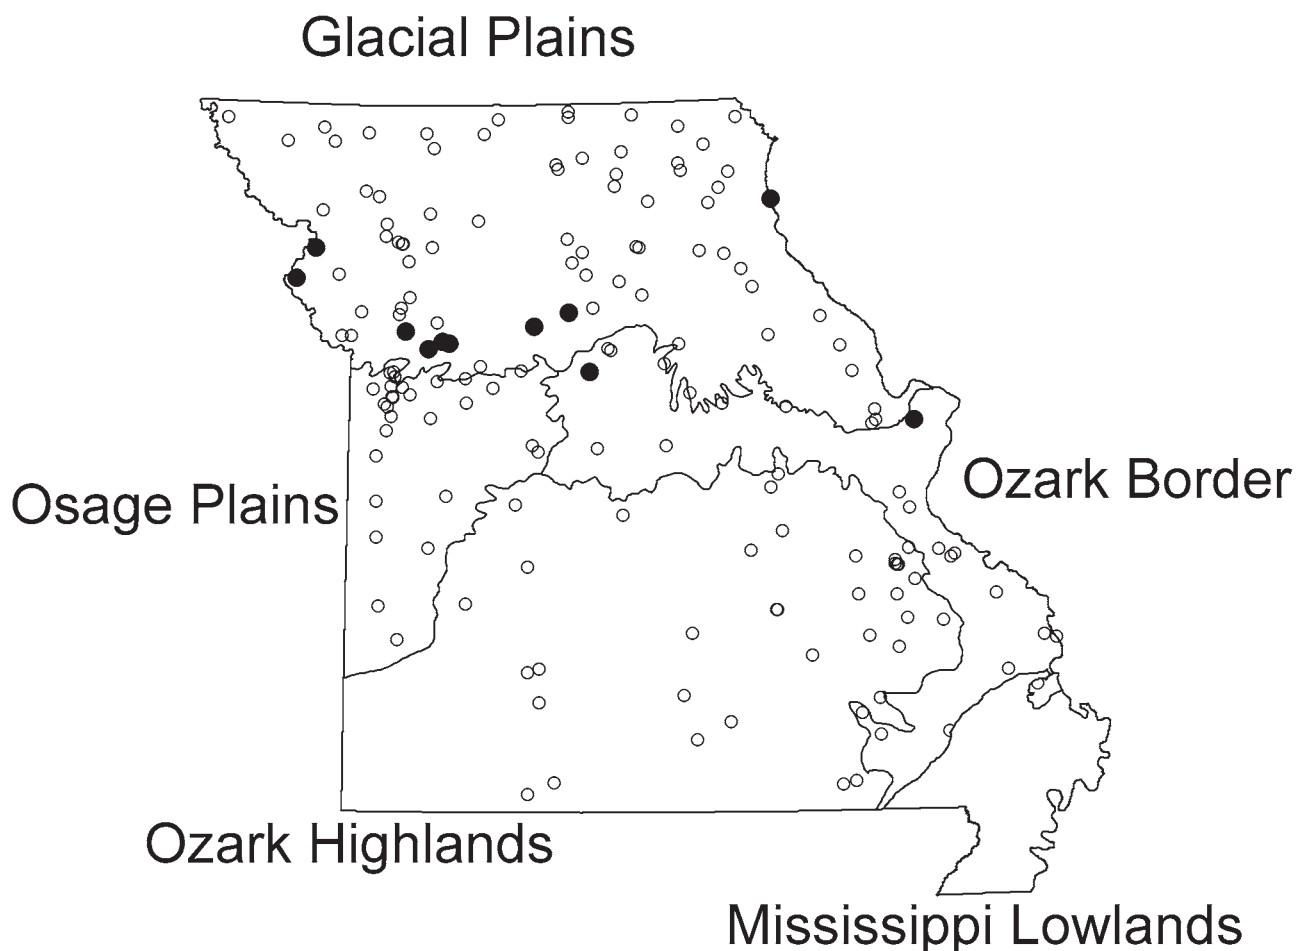 Glacial Plains
Ozark Border
Osage Plains
Ozark Highlands
Mississippi Lowlands